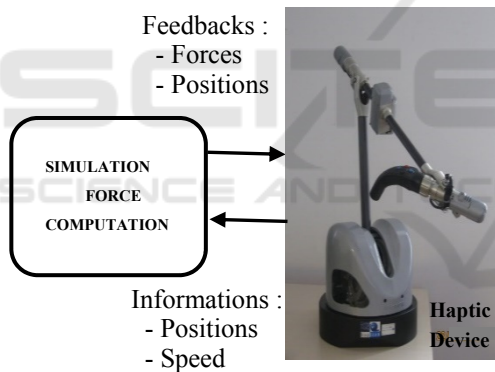 Feedbacks :
- Forces
- Positions
SIMULATION
FORCE
COMPUTATION
Informations :
- Positions
- Speed
Haptic
Device